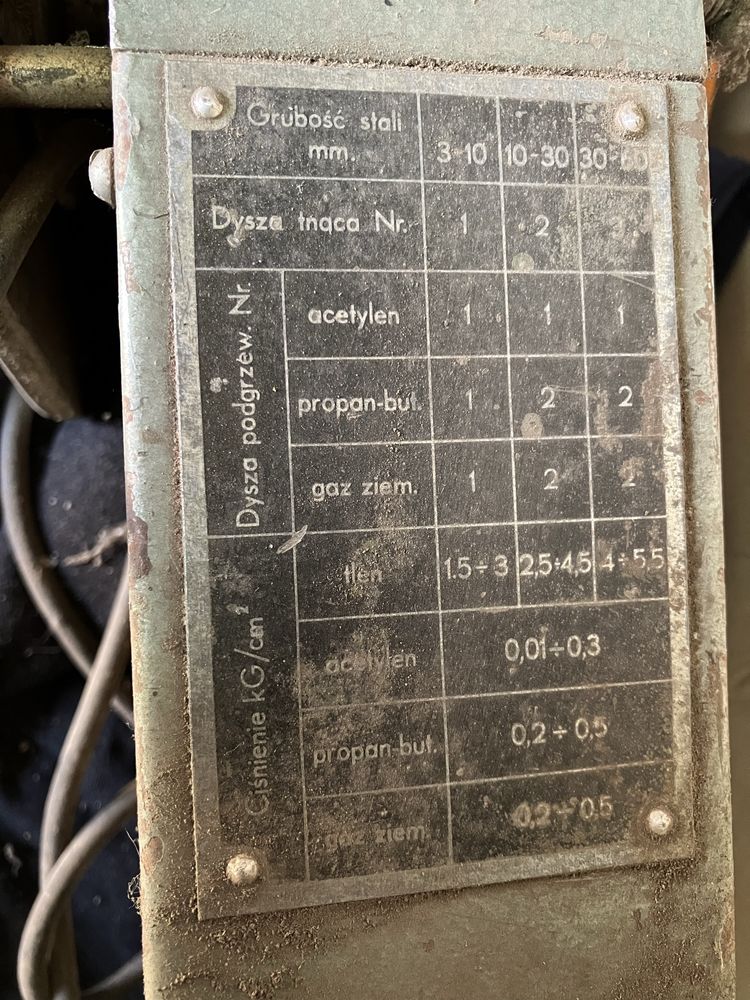 Grubość stali
mm. 3-10 10-30 30-60
Dysza tnąca Nr. 1 2
Dysza podgrzew. Nr.
acetylen 1 1 1
propan-but. 1 2 2
gaz ziem. 1 2 2
Ciśnienie kG/cm²
tlen 1.5÷3 2,5÷4,5 4÷5,5
acetylen 0,01÷0,3
propan-but. 0,2÷0,5
gaz ziem. 0,2÷0.5